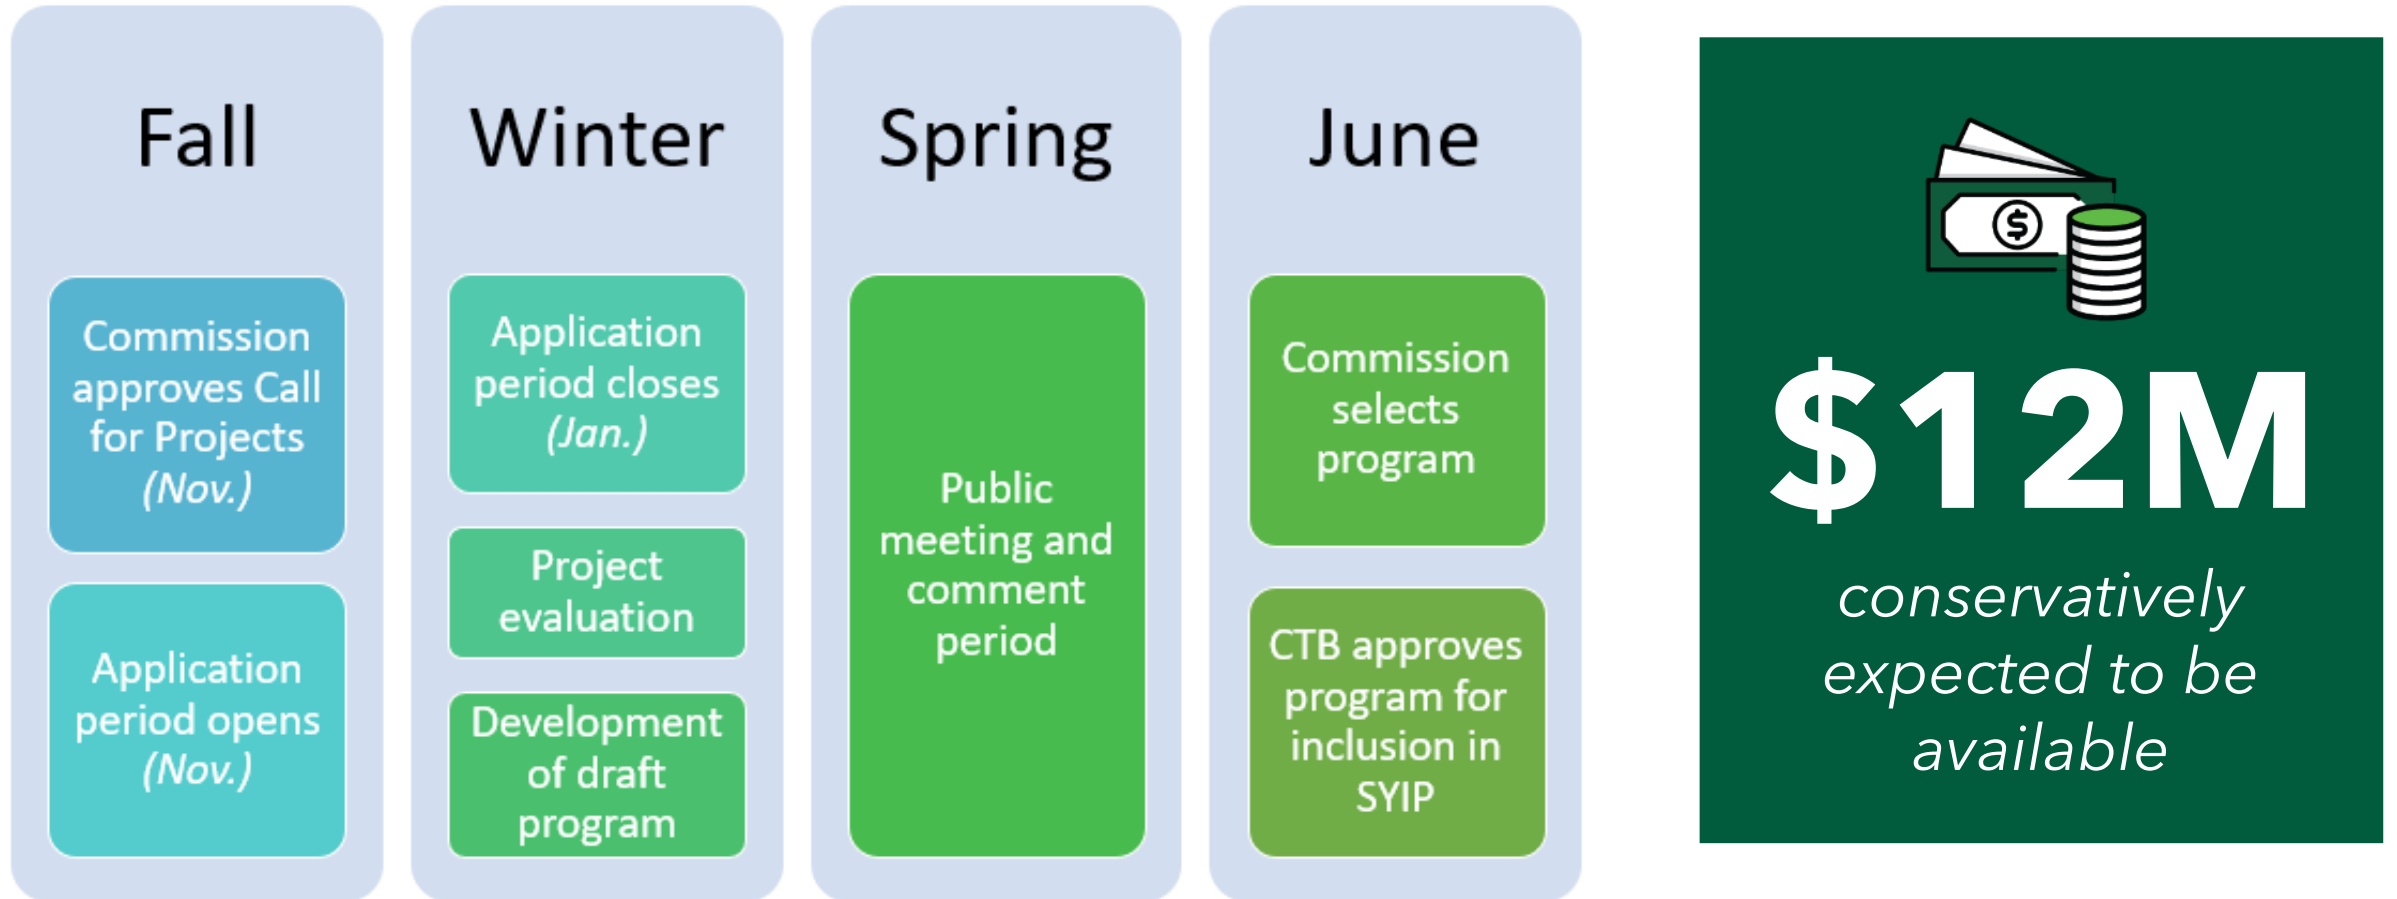 Fall
Commission
approves Call
for Projects
(Nov.)
Application
period opens
(Nov.)
Winter
Application
period closes
(Jan.)
Project
evaluation
Development
of draft
program
Spring
Public
meeting and
comment
period
June
Commission
selects
program
CTB approves
program for
inclusion in
SYIP
$
$12M
conservatively
expected to be
available